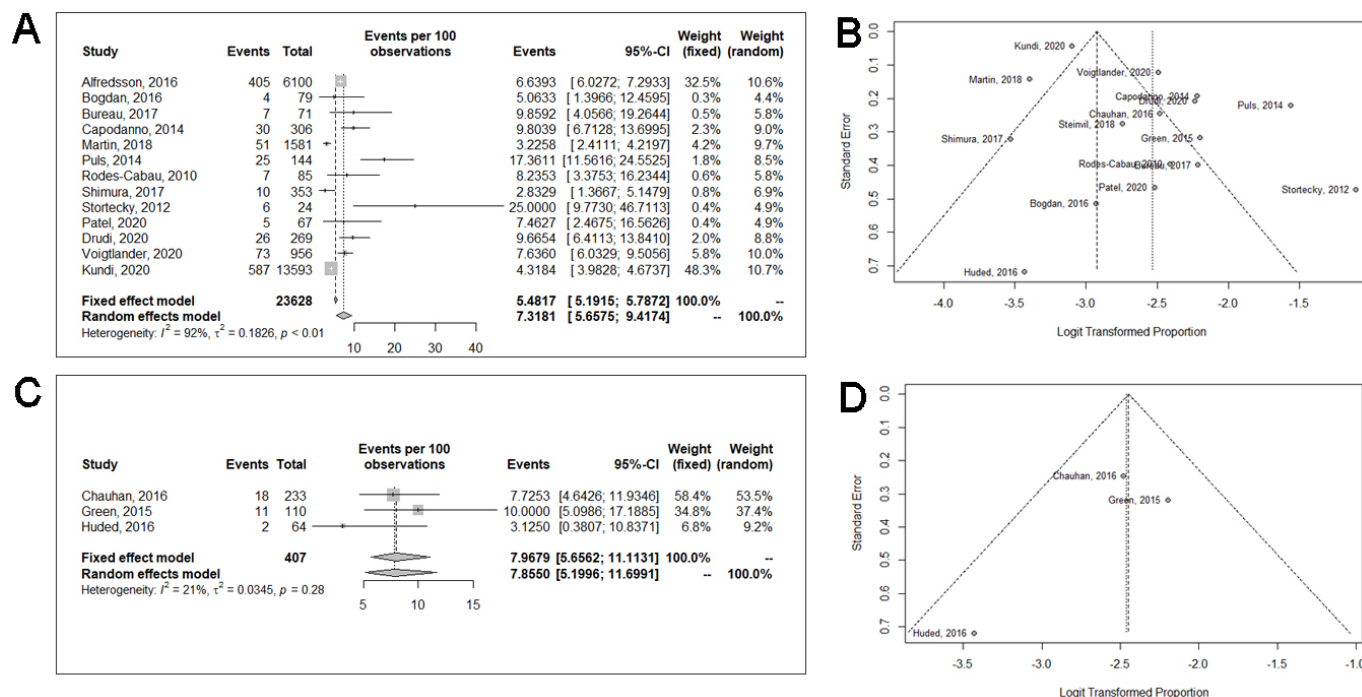 A
Events per 100 Weight Weight
Study Events Total observations Events 95%-CI (fixed) (random)
Alfredsson, 2016 405 6100 6.6393 [ 6.0272; 7.2933] 32.5% 10.6%
Bogdan, 2016 4 79 5.0633 [ 1.3966; 12.4595] 0.3% 4.4%
Bureau, 2017 7 71 9.8592 [ 4.0566; 19.2644] 0.5% 5.8%
Capodanno, 2014 30 306 9.8039 [ 6.7128; 13.6995] 2.3% 9.0%
Martin, 2018 51 1581 3.2258 [ 2.4111; 4.2197] 4.2% 9.7%
Puls, 2014 25 144 17.3611 [11.5616; 24.5525] 1.8% 8.5%
Rodes-Cabau, 2010 7 85 8.2353 [ 3.3753; 16.2344] 0.6% 5.8%
Shimura, 2017 10 353 2.8329 [ 1.3667; 5.1479] 0.8% 6.9%
Stortecky, 2012 6 24 25.0000 [ 9.7730; 46.7113] 0.4% 4.9%
Patel, 2020 5 67 7.4627 [ 2.4675; 16.5626] 0.4% 4.9%
Drudi, 2020 26 269 9.6654 [ 6.4113; 13.8410] 2.0% 8.8%
Voigtlander, 2020 73 956 7.6360 [ 6.0329; 9.5056] 5.8% 10.0%
Kundi, 2020 587 13593 4.3184 [ 3.9828; 4.6737] 48.3% 10.7%
Fixed effect model 23628 5.4817 [ 5.1915; 5.7872] 100.0% --
Random effects model 7.3181 [ 5.6575; 9.4174] -- 100.0%
Heterogeneity: I² = 92%, τ² = 0.1826, p < 0.01
10 20 30 40
B
Standard Error
0.0 0.1 0.2 0.3 0.4 0.5 0.6 0.7
Kundi, 2020
Voigtlander, 2020
Martin, 2018
Capodanno, 2014
Drudi, 2020
Puls, 2014
Chauhan, 2016
Steinvil, 2018
Shimura, 2017
Green, 2015
Rodes-Cabau, 2010
Bureau, 2017
Patel, 2020
Stortecky, 2012
Bogdan, 2016
Huded, 2016
-4.0 -3.5 -3.0 -2.5 -2.0 -1.5
Logit Transformed Proportion
C
Events per 100 Weight Weight
Study Events Total observations Events 95%-CI (fixed) (random)
Chauhan, 2016 18 233 7.7253 [ 4.6426; 11.9346] 58.4% 53.5%
Green, 2015 11 110 10.0000 [ 5.0986; 17.1885] 34.8% 37.4%
Huded, 2016 2 64 3.1250 [ 0.3807; 10.8371] 6.8% 9.2%
Fixed effect model 407 7.9679 [5.6562; 11.1131] 100.0% --
Random effects model 7.8550 [5.1996; 11.6991] -- 100.0%
Heterogeneity: I² = 21%, τ² = 0.0345, p = 0.28
5 10 15
D
Standard Error
0.0 0.1 0.2 0.3 0.4 0.5 0.6 0.7
Chauhan, 2016
Green, 2015
Huded, 2016
-3.5 -3.0 -2.5 -2.0 -1.5 -1.0
Logit Transformed Proportion